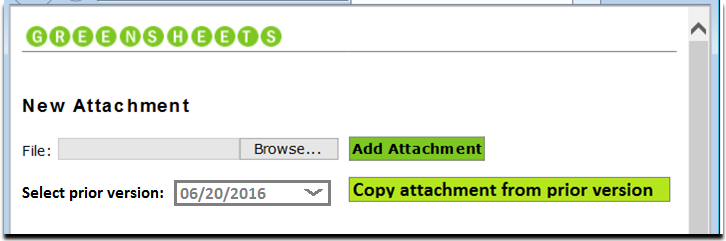 GREENSHEETS
New Attachment
File: Browse... Add Attachment
Select prior version: 06/20/2016 Copy attachment from prior version